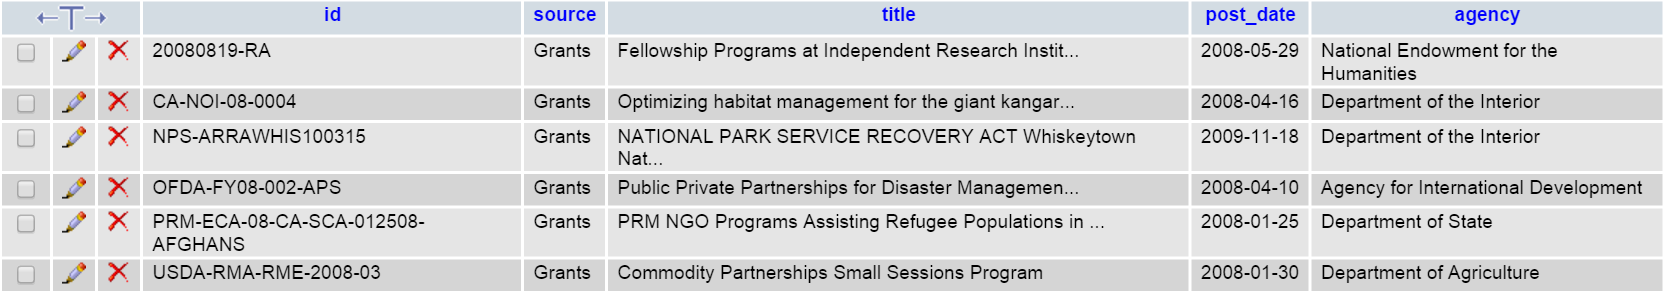 id source title post_date agency
20080819-RA Grants Fellowship Programs at Independent Research Instit... 2008-05-29 National Endowment for the
Humanities
CA-NOI-08-0004 Grants Optimizing habitat management for the giant kangar... 2008-04-16 Department of the Interior
NPS-ARRAWHIS100315 Grants NATIONAL PARK SERVICE RECOVERY ACT Whiskeytown 2009-11-18 Department of the Interior
Nat...
OFDA-FY08-002-APS Grants Public Private Partnerships for Disaster Managemen... 2008-04-10 Agency for International Development
PRM-ECA-08-CA-SCA-012508- Grants PRM NGO Programs Assisting Refugee Populations in ... 2008-01-25 Department of State
AFGHANS
USDA-RMA-RME-2008-03 Grants Commodity Partnerships Small Sessions Program 2008-01-30 Department of Agriculture